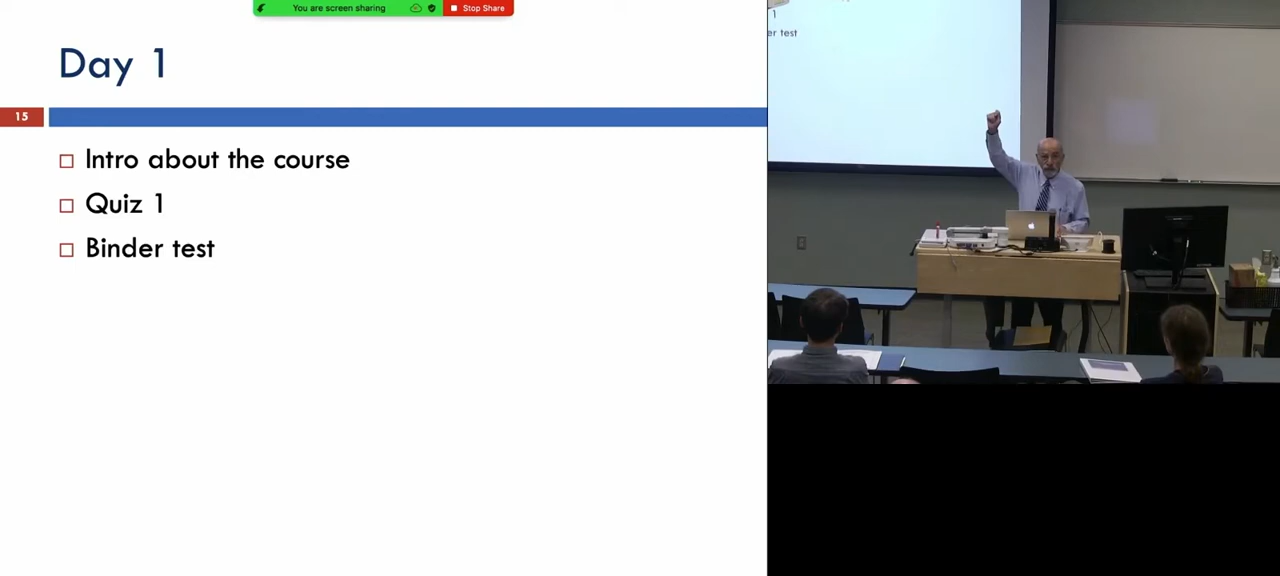 You are screen sharing
Stop Share
Day 1
15
Intro about the course
Quiz 1
Binder test
1
er test